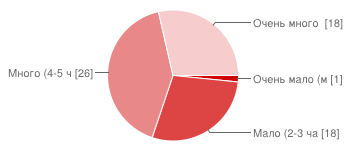 Очень много [18]
Много (4-5 ч [26]
Очень мало (м [1]
Мало (2-3 ча [18]